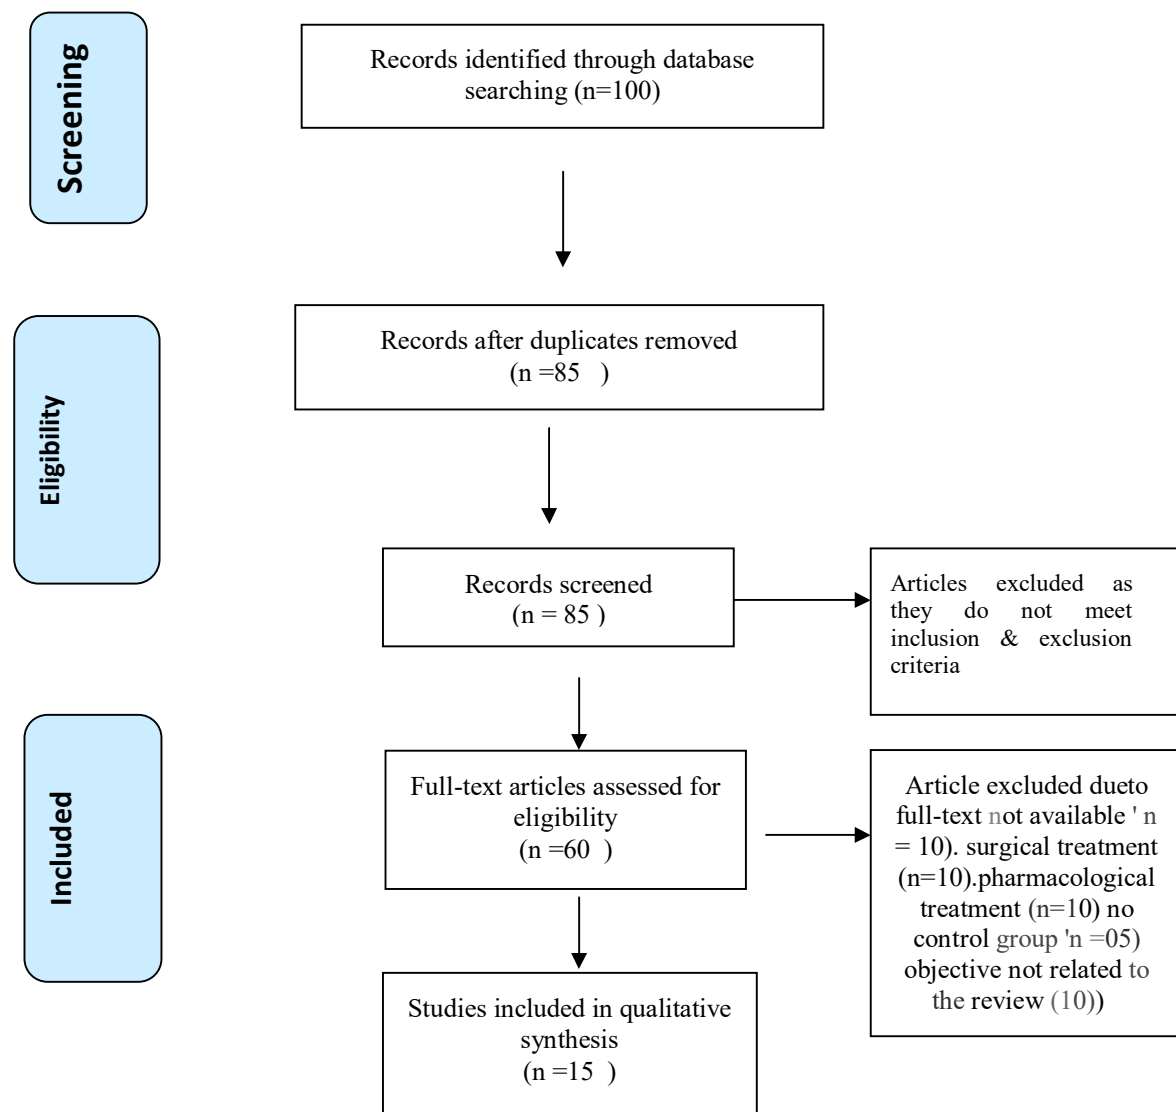 Screening
Records identified through database
searching (n=100)
Records after duplicates removed
(n =85   )
Eligibility
Records screened
(n = 85 )
Articles excluded as
they do not meet
inclusion & exclusion
criteria
Included
Full-text articles assessed for
eligibility
(n =60   )
Article excluded dueto
full-text not available ' n
= 10). surgical treatment
(n=10).pharmacological
treatment (n=10) no
control group 'n =05)
objective not related to
the review (10))
Studies included in qualitative
synthesis
(n =15   )